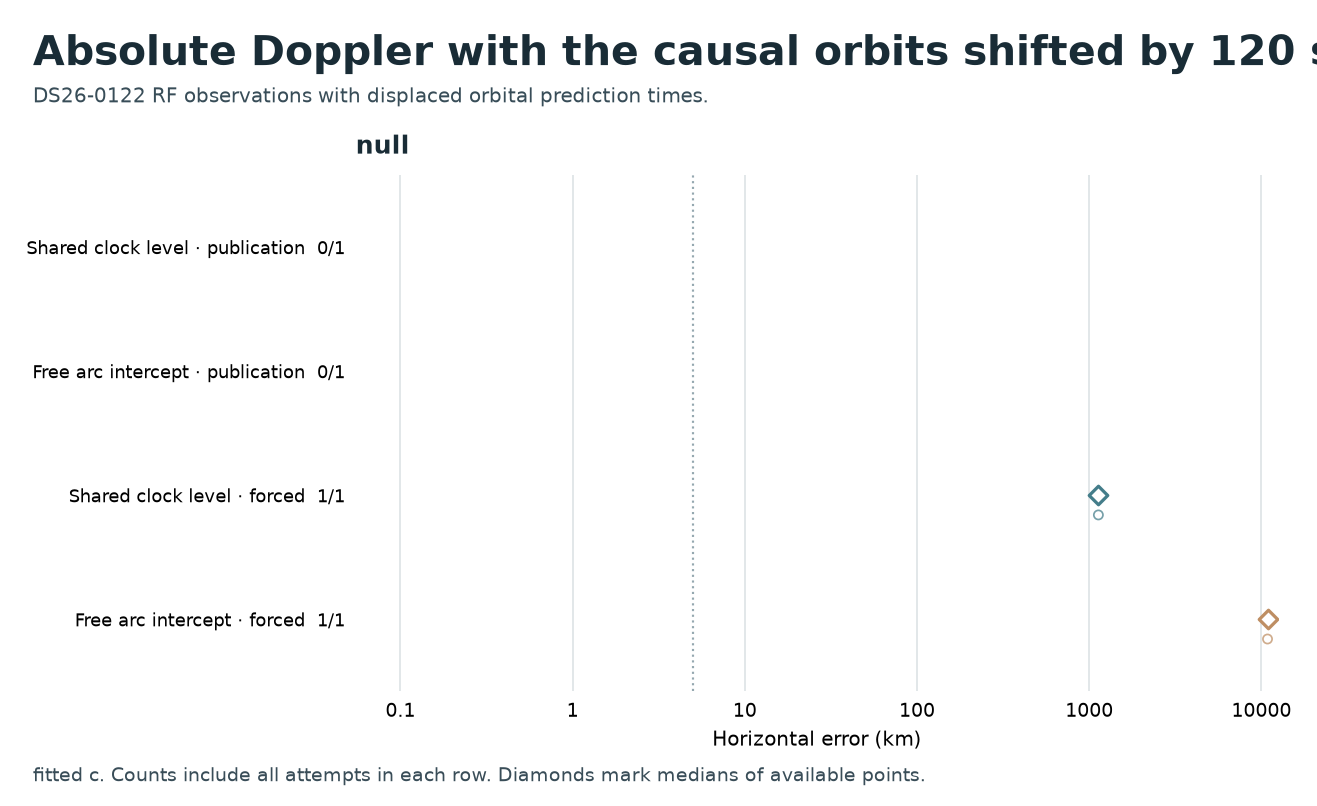 Absolute Doppler with the causal orbits shifted by 120 s
DS26-0122 RF observations with displaced orbital prediction times.
null
Shared clock level · publication 0/1
Free arc intercept · publication 0/1
Shared clock level · forced 1/1
Free arc intercept · forced 1/1
0.1 1 10 100 1000 10000
Horizontal error (km)
fitted c. Counts include all attempts in each row. Diamonds mark medians of available points.